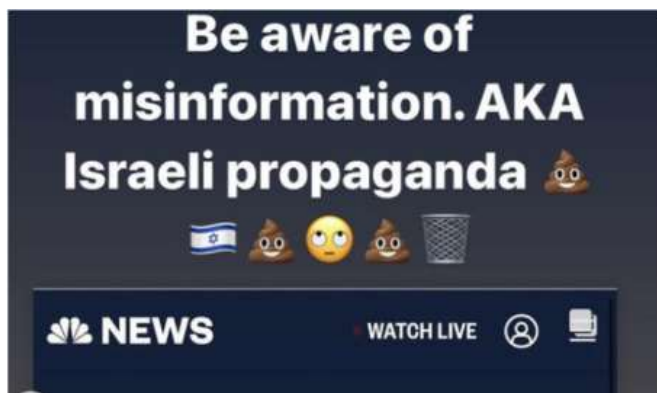 Be aware of
misinformation. AKA
Israeli propaganda 💩
🇮🇱 💩 🙄 💩 🗑️
NEWS
WATCH LIVE